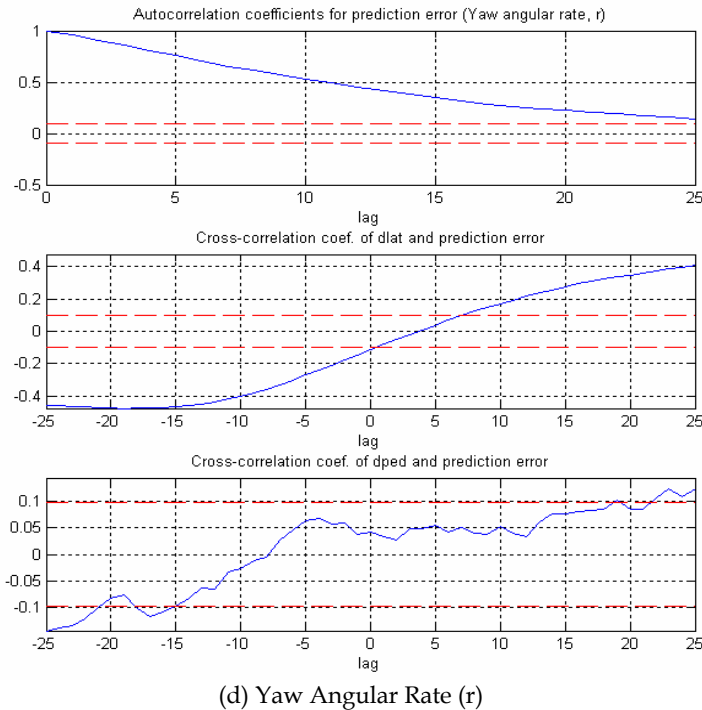 Autocorrelation coefficients for prediction error (Yaw angular rate, r)
1
0.5
0
-0.5
0 5 10 15 20 25
lag
Cross-correlation coef. of dlat and prediction error
0.4
0.2
0
-0.2
-0.4
-25 -20 -15 -10 -5 0 5 10 15 20 25
lag
Cross-correlation coef. of dped and prediction error
0.1
0.05
0
-0.05
-0.1
-25 -20 -15 -10 -5 0 5 10 15 20 25
lag
(d) Yaw Angular Rate (r)